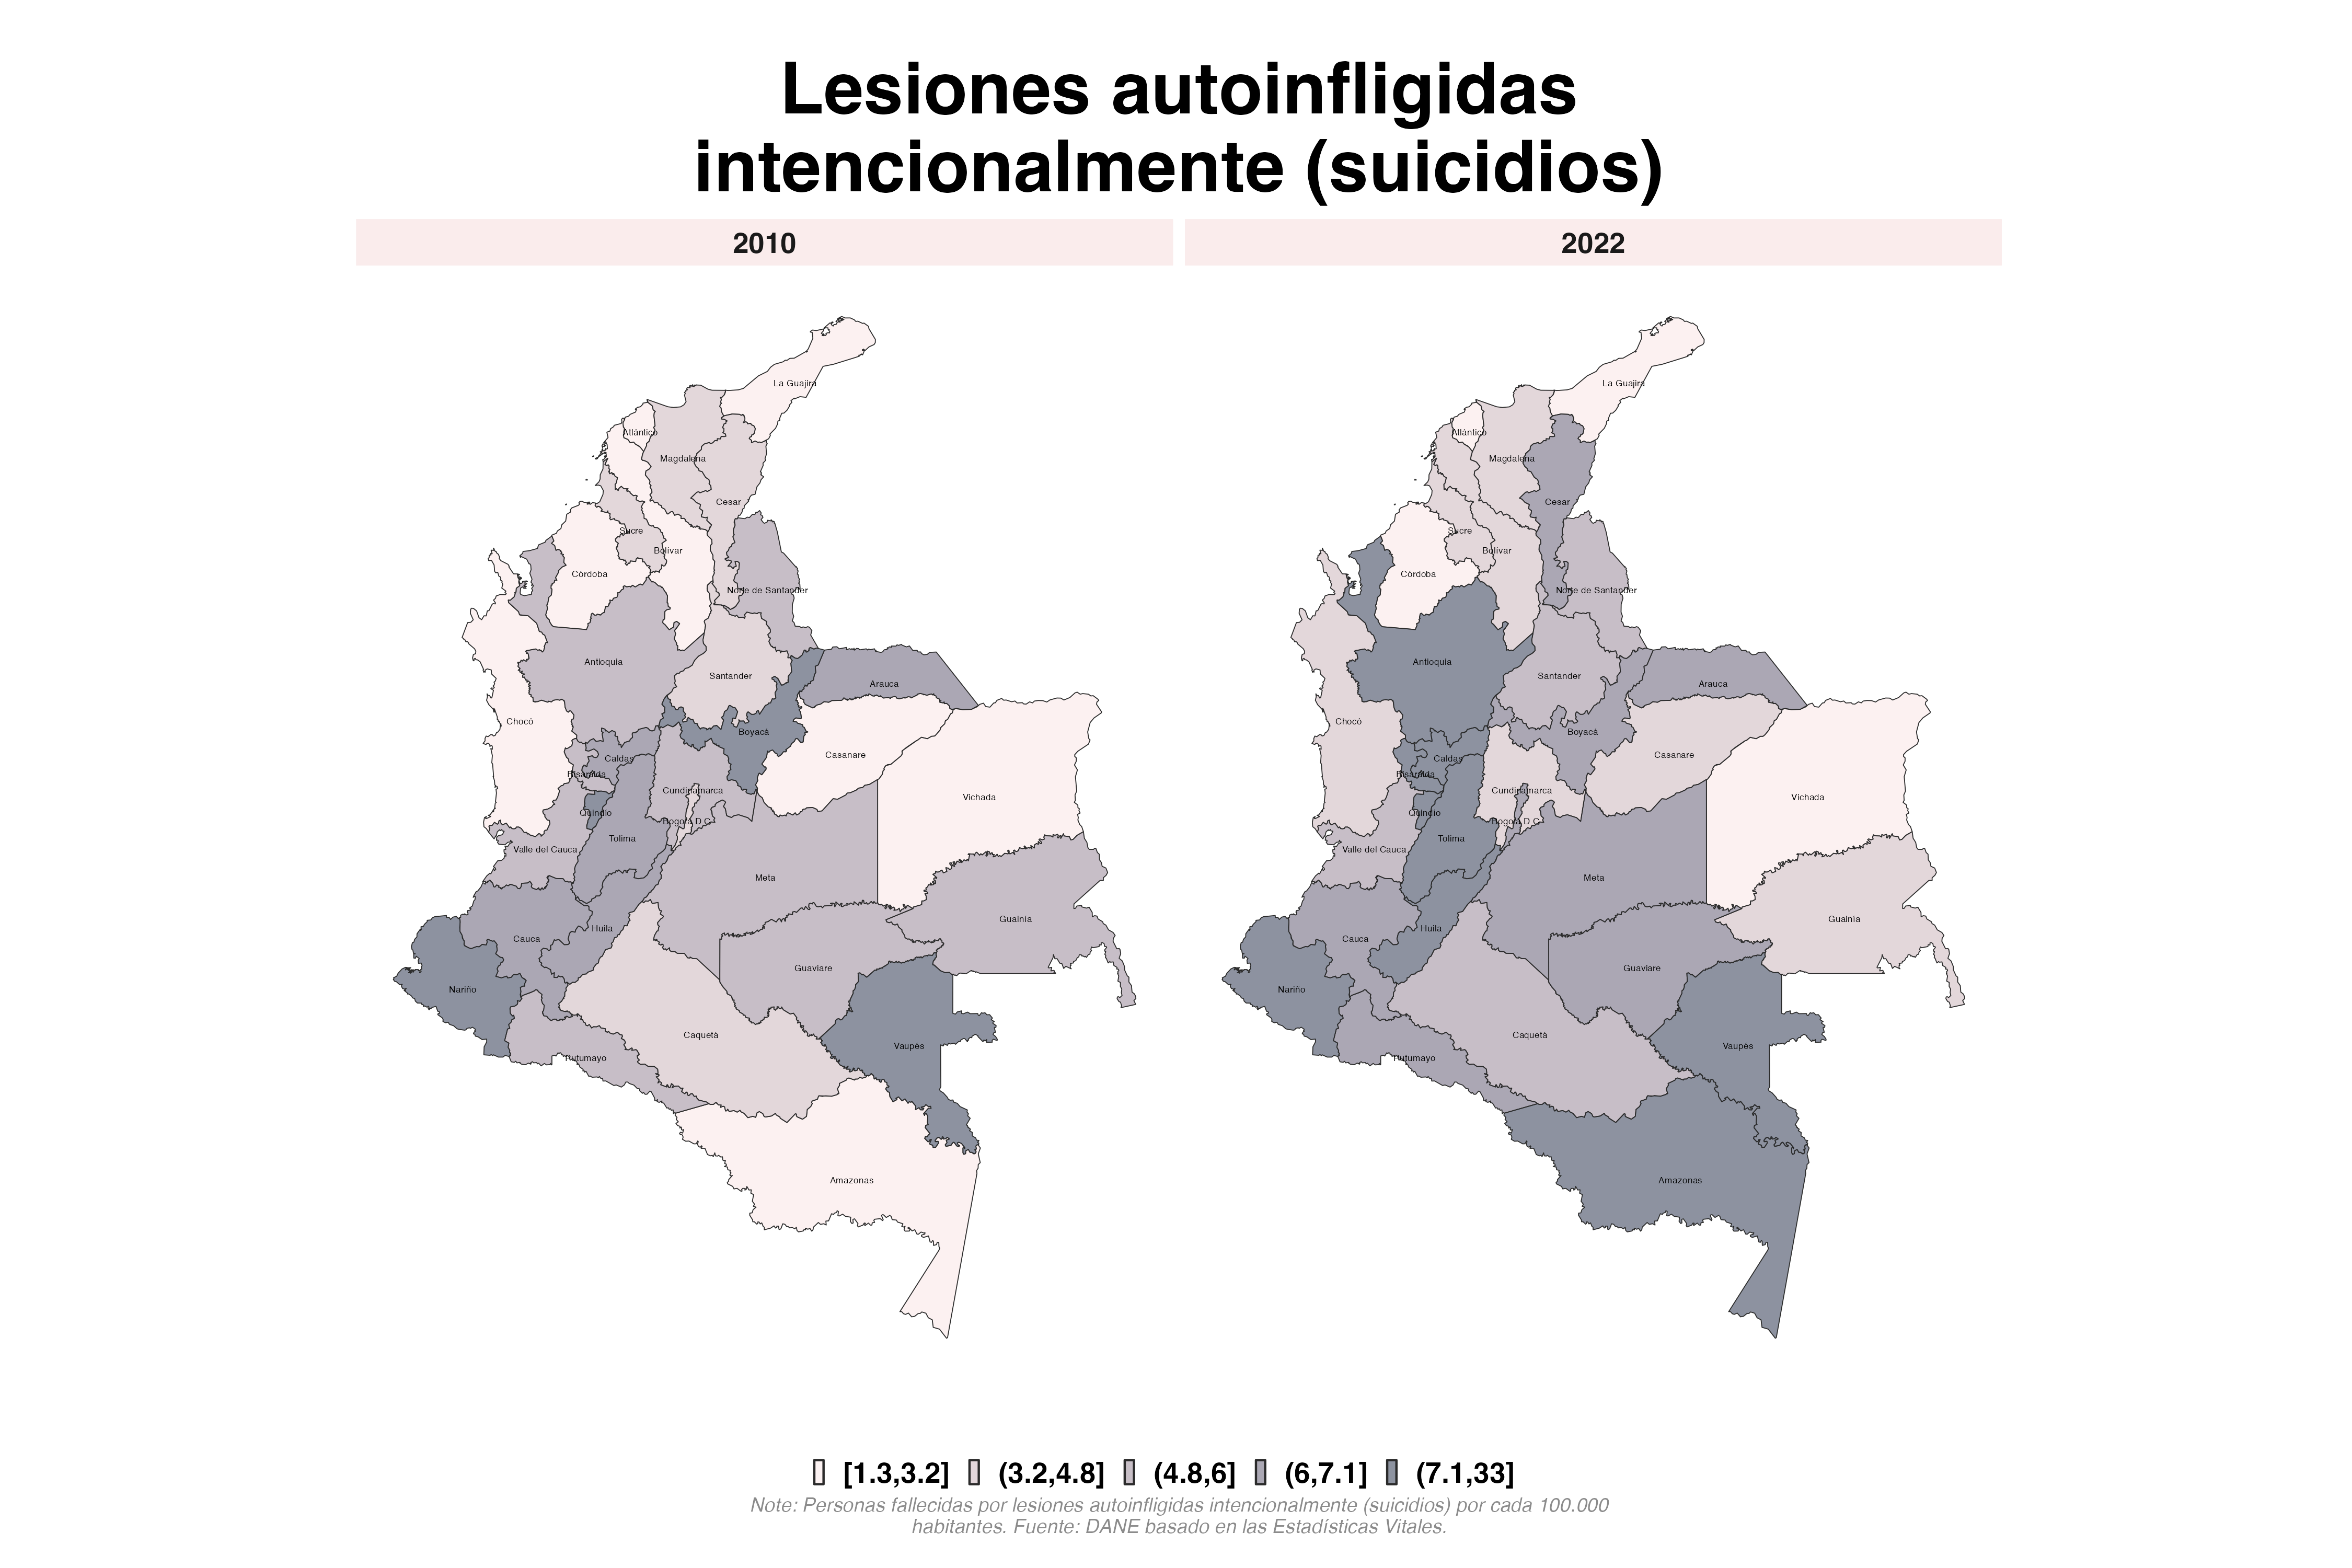 Lesiones autoinfligidas
intencionalmente (suicidios)
2010
2022
La Guajira
Atlántico
Magdalena
Cesar
Sucre
Bolívar
Córdoba
Norte de Santander
Antioquia
Santander
Arauca
Chocó
Boyacá
Caldas
Casanare
Risaralda
Cundinamarca
Vichada
Quindío
Bogotá D.C.
Tolima
Valle del Cauca
Meta
Guainía
Huila
Cauca
Guaviare
Nariño
Caquetá
Vaupés
Putumayo
Amazonas
La Guajira
Atlántico
Magdalena
Cesar
Sucre
Bolívar
Córdoba
Norte de Santander
Antioquia
Santander
Arauca
Chocó
Boyacá
Caldas
Casanare
Risaralda
Cundinamarca
Vichada
Quindío
Bogotá D.C.
Tolima
Valle del Cauca
Meta
Guainía
Huila
Cauca
Guaviare
Nariño
Caquetá
Vaupés
Putumayo
Amazonas
[1.3,3.2] (3.2,4.8] (4.8,6] (6,7.1] (7.1,33]
Note: Personas fallecidas por lesiones autoinfligidas intencionalmente (suicidios) por cada 100.000
habitantes. Fuente: DANE basado en las Estadísticas Vitales.